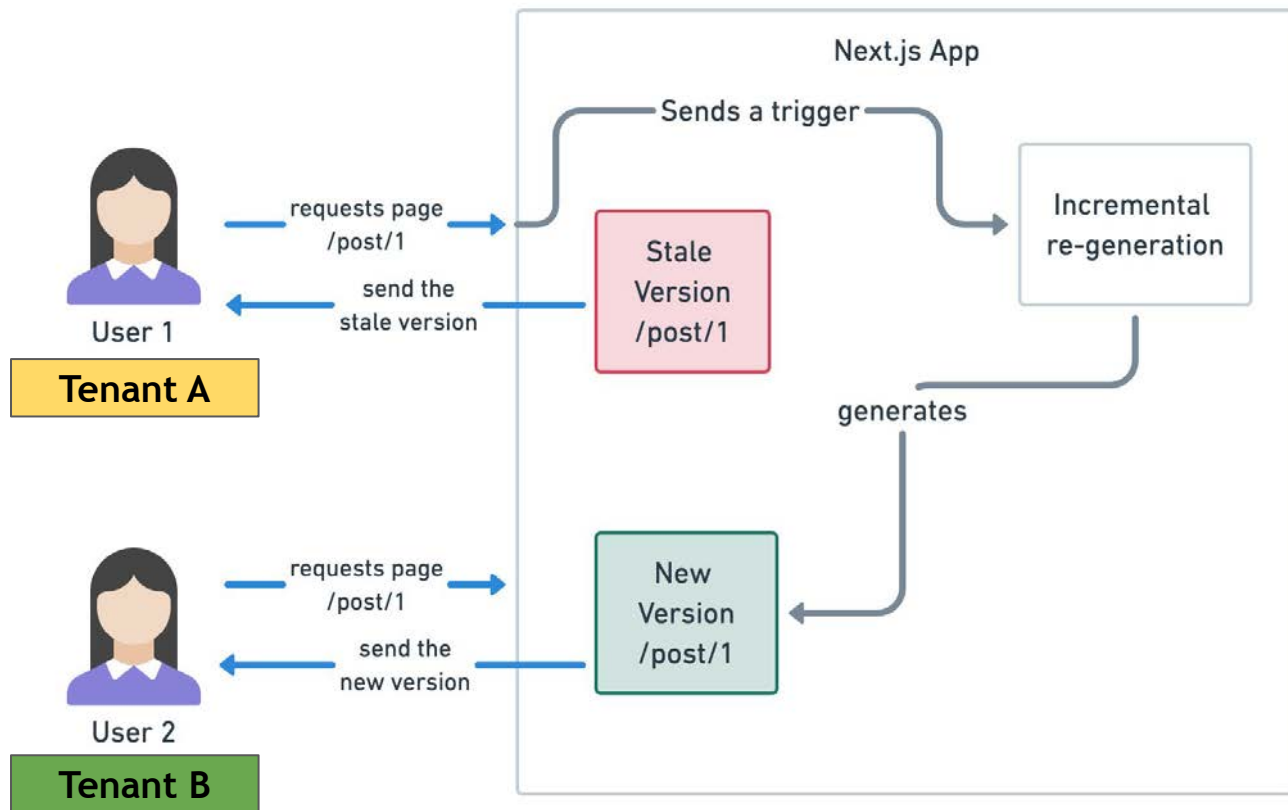 Next.js App
Sends a trigger
requests page
/post/1
Incremental
re-generation
Stale
Version
/post/1
send the
stale version
User 1
Tenant A
generates
requests page
/post/1
New
Version
/post/1
send the
new version
User 2
Tenant B